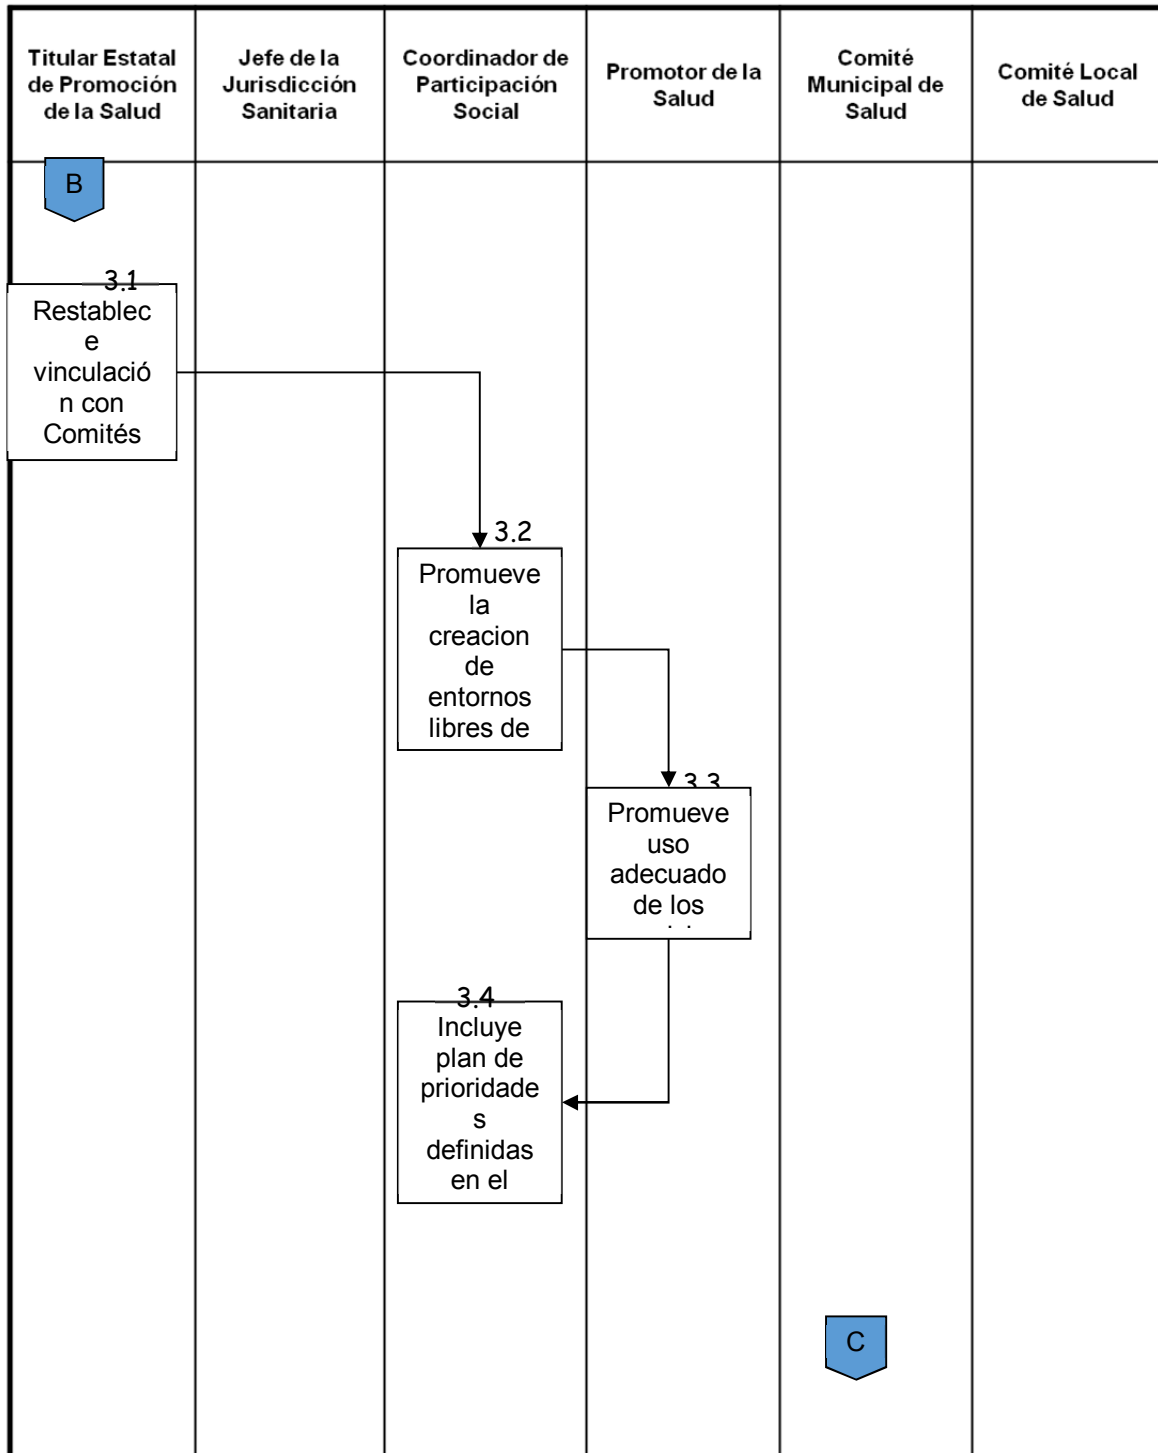 Titular Estatal
de Promoción
de la Salud
Jefe de la
Jurisdicción
Sanitaria
Coordinador de
Participación
Social
Promotor de la
Salud
Comité
Municipal de
Salud
Comité Local
de Salud
B
3.1
Restablec
e
vinculació
n con
Comités
3.2
Promueve
la
creacion
de
entornos
libres de
3.3
Promueve
uso
adecuado
de los
3.4
Incluye
plan de
prioridade
s
definidas
en el
C